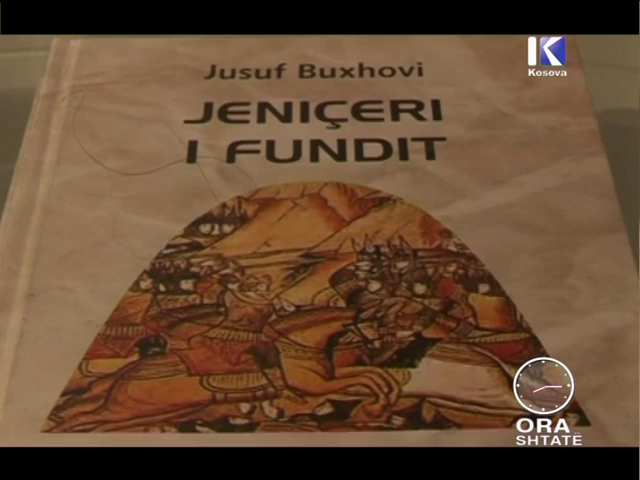 Jusuf Buxhovi
JENIÇERI
I FUNDIT
K
Kosova
ORA
SHTATË